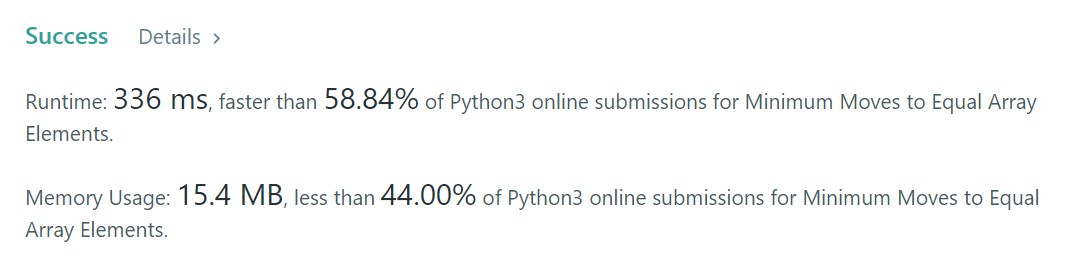 Success Details >
Runtime: 336 ms, faster than 58.84% of Python3 online submissions for Minimum Moves to Equal Array
Elements.
Memory Usage: 15.4 MB, less than 44.00% of Python3 online submissions for Minimum Moves to Equal
Array Elements.